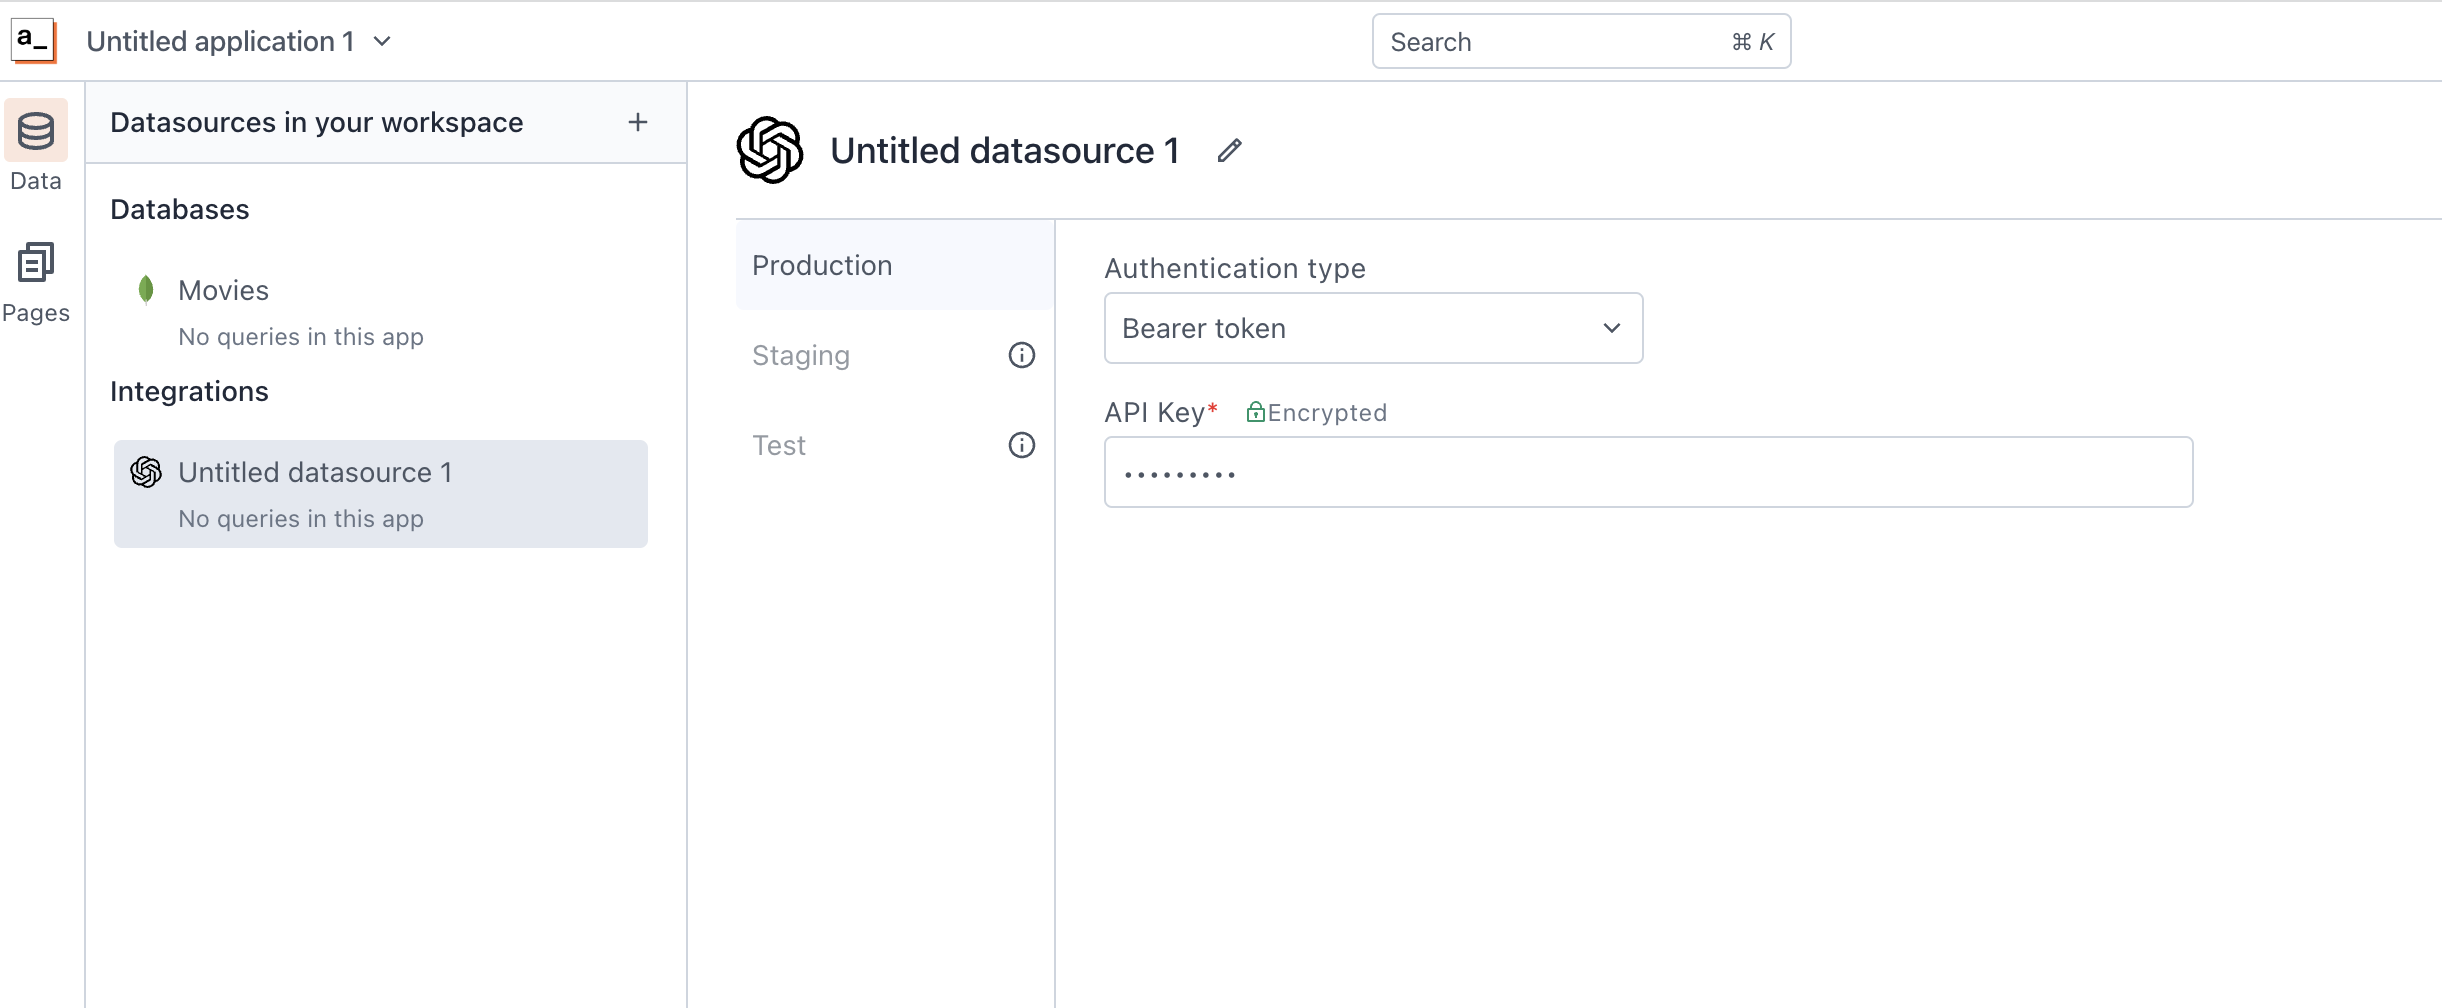 a_
Untitled application 1
Search ⌘ K
Data
Pages
Datasources in your workspace +
Databases
Movies
No queries in this app
Integrations
Untitled datasource 1
No queries in this app
Untitled datasource 1
Production
Staging
Test
Authentication type
Bearer token
API Key* Encrypted
•••••••••